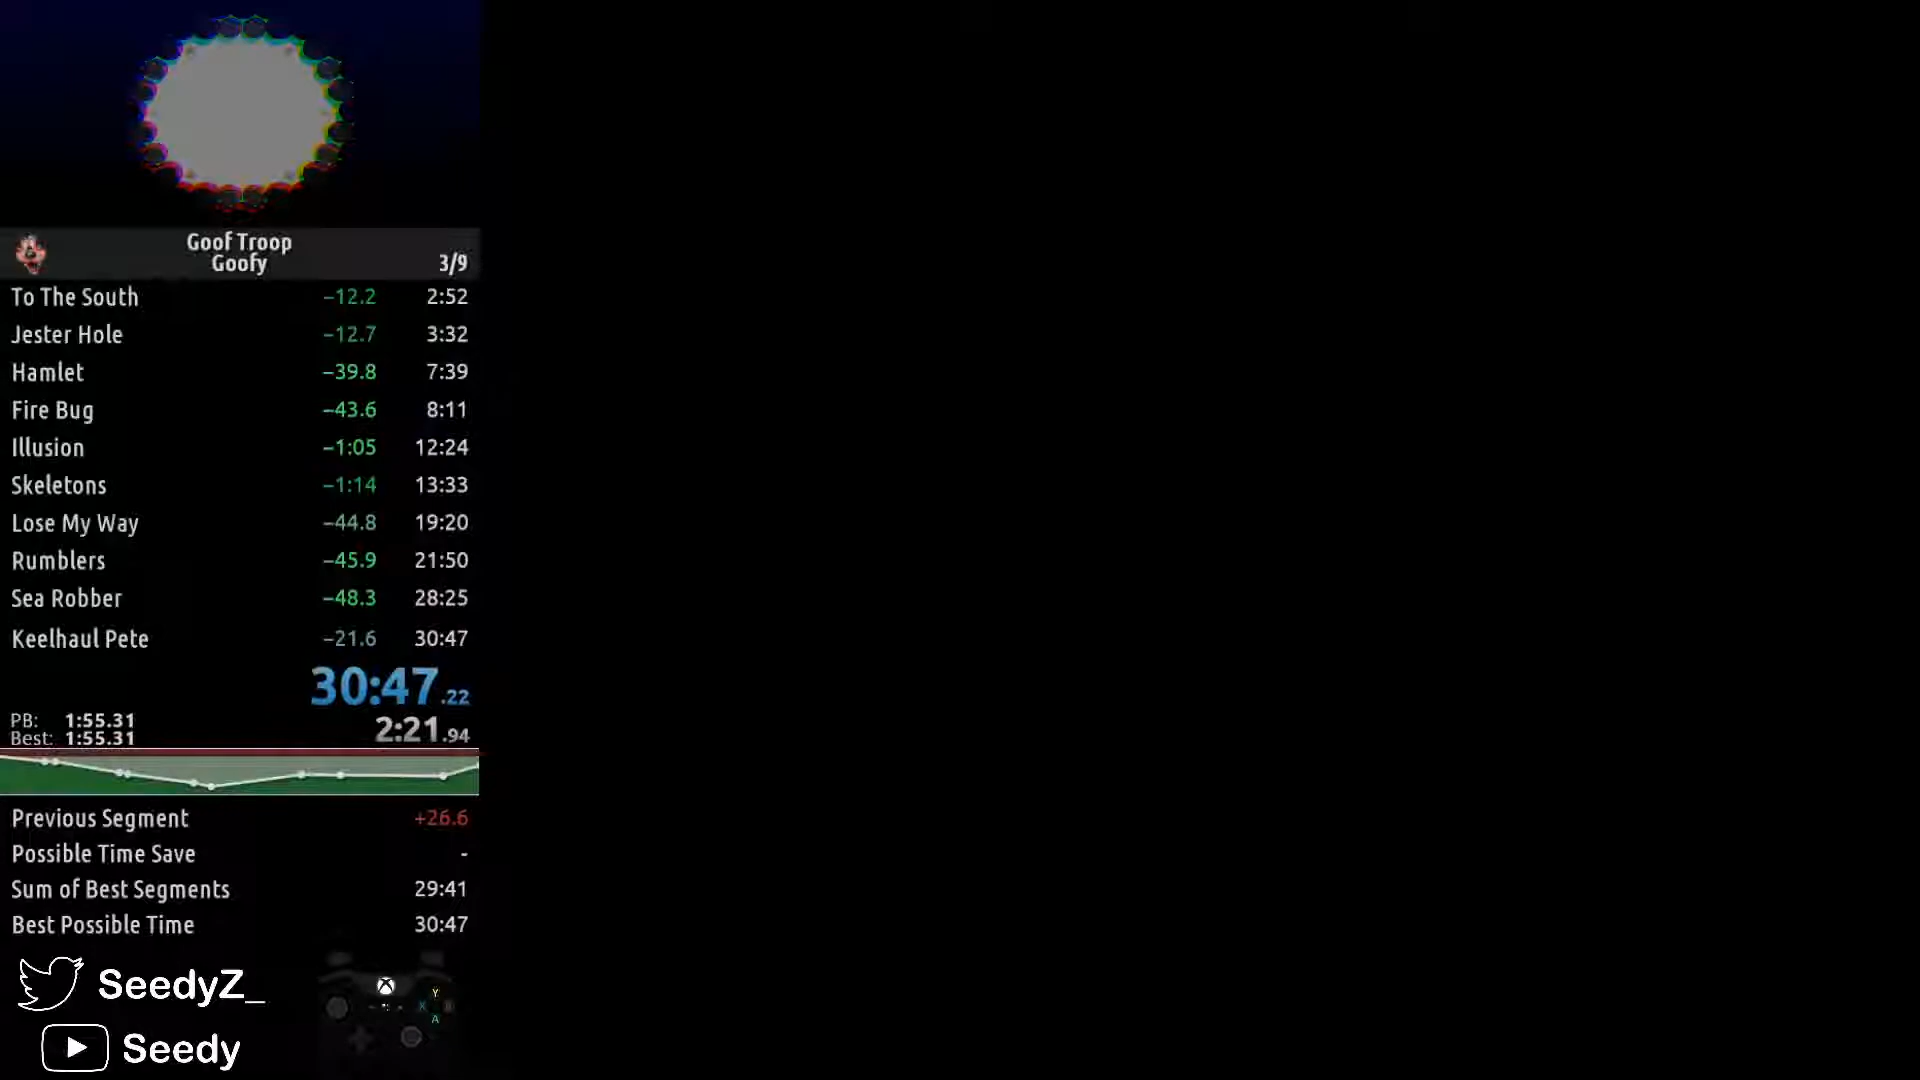 Goof Troop
Goofy
3/9
To The South −12.2 2:52
Jester Hole −12.7 3:32
Hamlet −39.8 7:39
Fire Bug −43.6 8:11
Illusion −1:05 12:24
Skeletons −1:14 13:33
Lose My Way −44.8 19:20
Rumblers −45.9 21:50
Sea Robber −48.3 28:25
Keelhaul Pete −21.6 30:47
30:47.22
PB: 1:55.31
Best: 1:55.31
2:21.94
Previous Segment +26.6
Possible Time Save -
Sum of Best Segments 29:41
Best Possible Time 30:47
SeedyZ_
Seedy
Y
X B
A